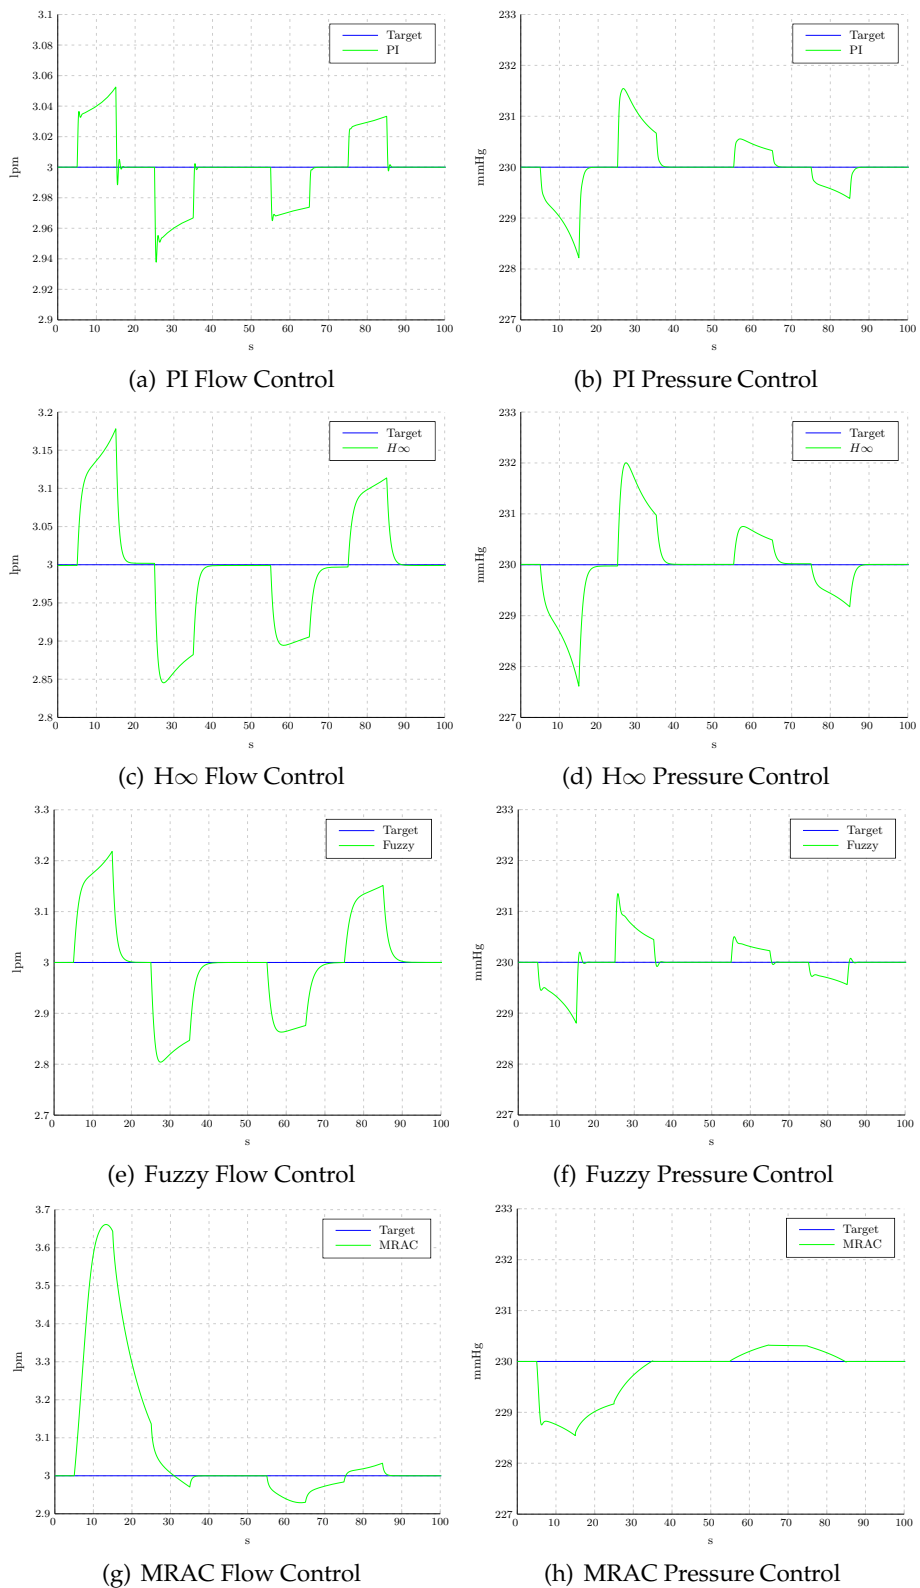 3.1
3.08
3.06
3.04
3.02
3
2.98
2.96
2.94
2.92
2.9
lpm
0 10 20 30 40 50 60 70 80 90 100
s
Target
PI
(a) PI Flow Control
233
232
231
230
229
228
227
mmHg
0 10 20 30 40 50 60 70 80 90 100
s
Target
PI
(b) PI Pressure Control
3.2
3.15
3.1
3.05
3
2.95
2.9
2.85
2.8
lpm
0 10 20 30 40 50 60 70 80 90 100
s
Target
H∞
(c) H∞ Flow Control
233
232
231
230
229
228
227
mmHg
0 10 20 30 40 50 60 70 80 90 100
s
Target
H∞
(d) H∞ Pressure Control
3.3
3.2
3.1
3
2.9
2.8
2.7
lpm
0 10 20 30 40 50 60 70 80 90 100
s
Target
Fuzzy
(e) Fuzzy Flow Control
233
232
231
230
229
228
227
mmHg
0 10 20 30 40 50 60 70 80 90 100
s
Target
Fuzzy
(f) Fuzzy Pressure Control
3.7
3.6
3.5
3.4
3.3
3.2
3.1
3
2.9
lpm
0 10 20 30 40 50 60 70 80 90 100
s
Target
MRAC
(g) MRAC Flow Control
233
232
231
230
229
228
227
mmHg
0 10 20 30 40 50 60 70 80 90 100
s
Target
MRAC
(h) MRAC Pressure Control